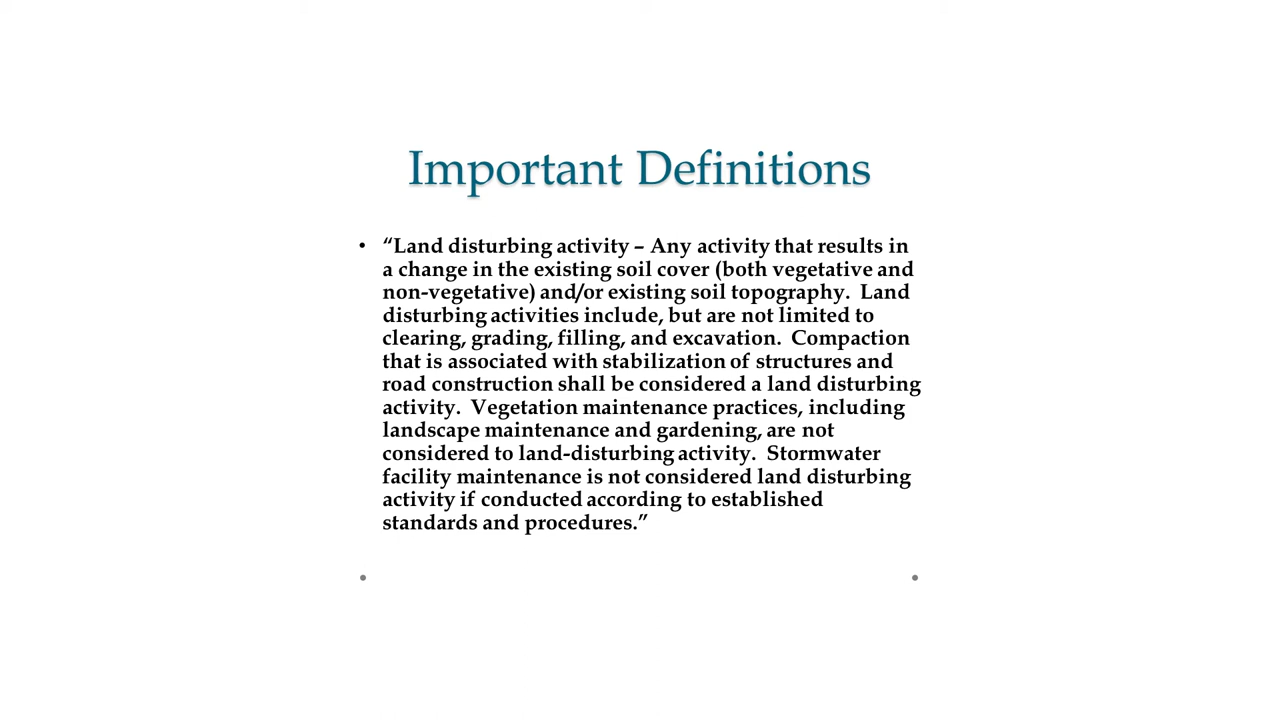 Important Definitions
• “Land disturbing activity – Any activity that results in
a change in the existing soil cover (both vegetative and
non-vegetative) and/or existing soil topography.  Land
disturbing activities include, but are not limited to
clearing, grading, filling, and excavation.  Compaction
that is associated with stabilization of structures and
road construction shall be considered a land disturbing
activity.  Vegetation maintenance practices, including
landscape maintenance and gardening, are not
considered to land-disturbing activity.  Stormwater
facility maintenance is not considered land disturbing
activity if conducted according to established
standards and procedures.”